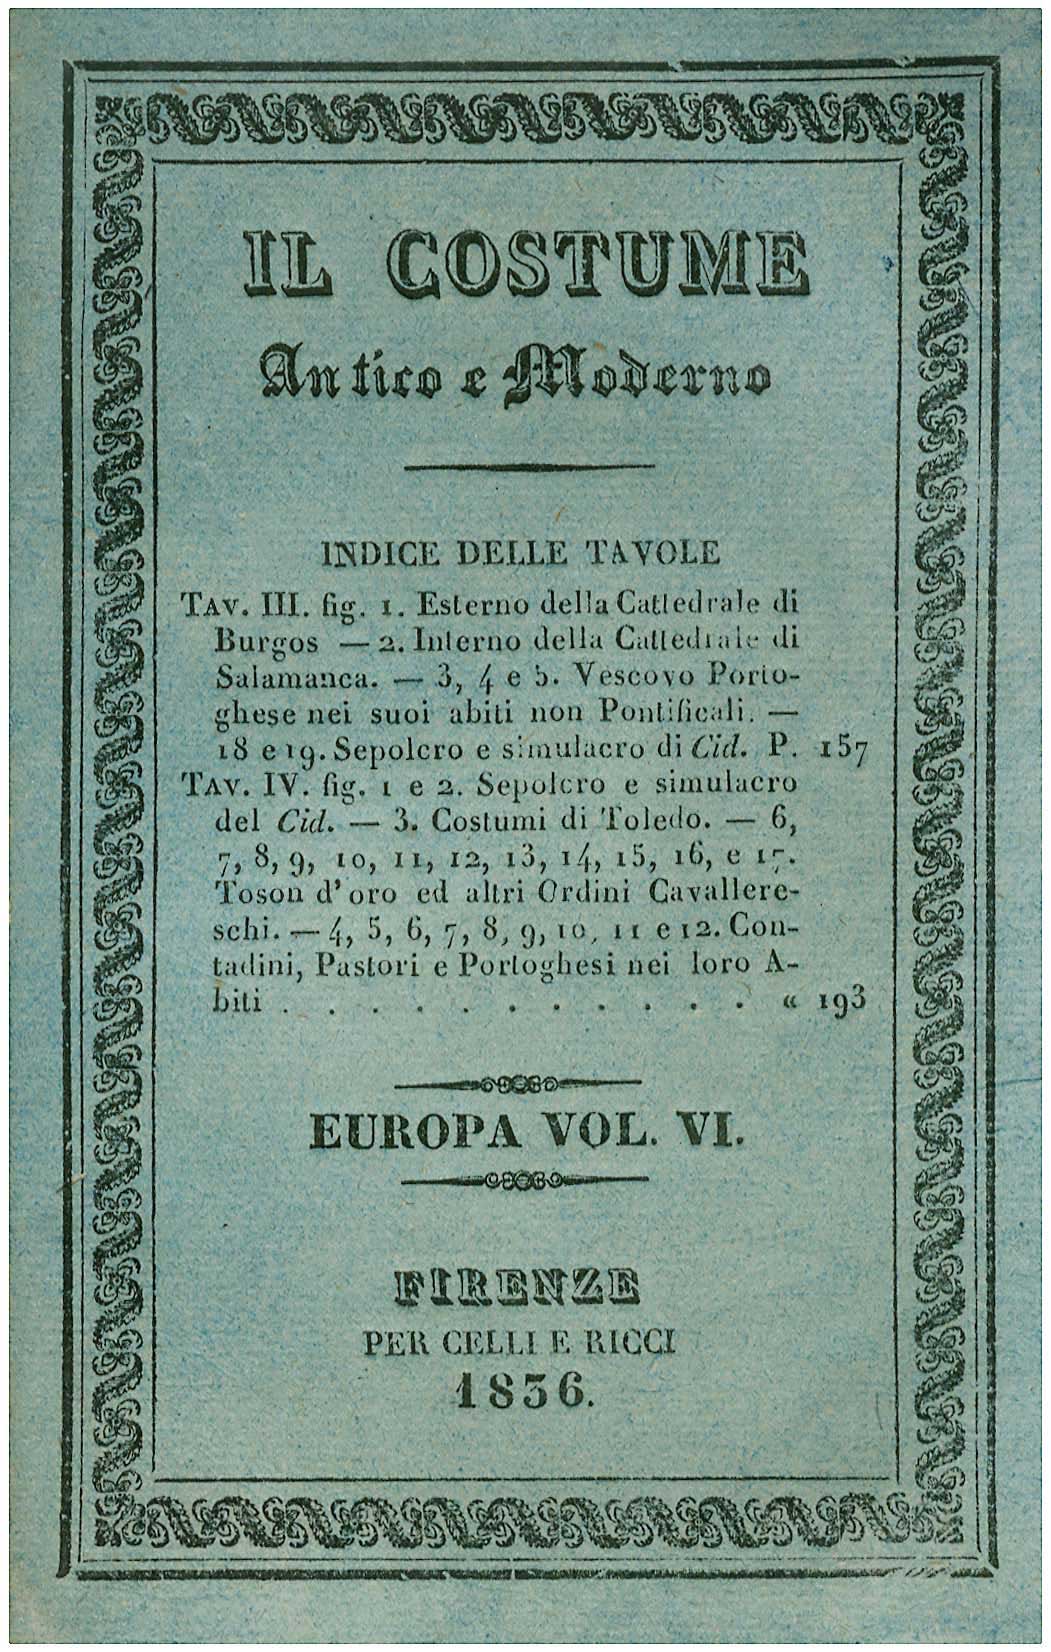 IL COSTUME
Antico e Moderno
INDICE DELLE TAVOLE
TAV. III. fig. 1. Esterno della Cattedrale di
Burgos — 2. Interno della Cattedrale di
Salamanca. — 3, 4 e 5. Vescovo Porto-
ghese nei suoi abiti non Pontificali. —
18 e 19. Sepolcro e simulacro di Cid. P. 157
TAV. IV. fig. 1 e 2. Sepolcro e simulacro
del Cid. — 3. Costumi di Toledo. — 6,
7, 8, 9, 10, 11, 12, 13, 14, 15, 16, e 17.
Toson d' oro ed altri Ordini Cavallere-
schi. — 4, 5, 6, 7, 8, 9, 10, 11 e 12. Con-
tadini, Pastori e Portoghesi nei loro A-
biti . . . . . . . . . . . « 193
EUROPA VOL. VI.
FIRENZE
PER CELLI E RICCI
1836.